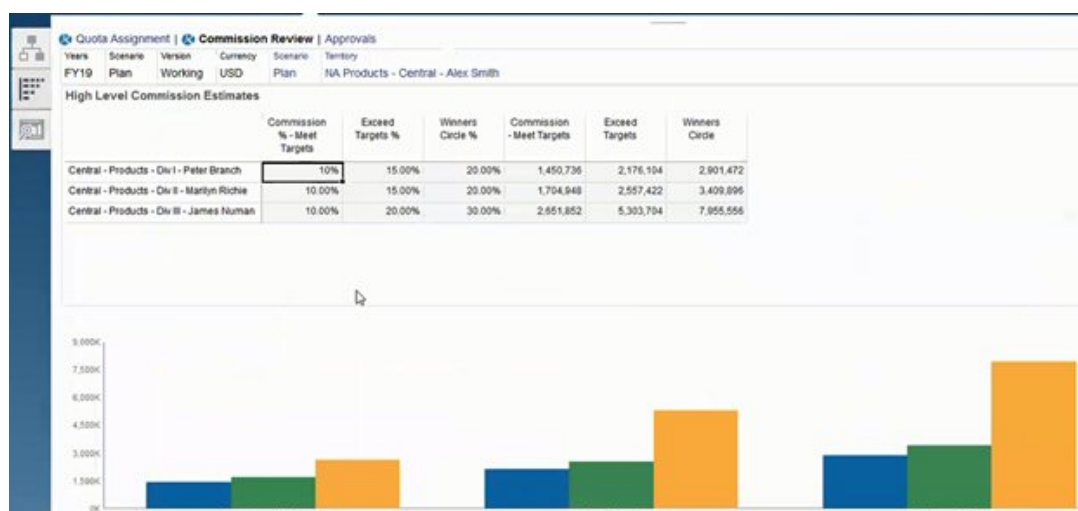 Quota Assignment | Commission Review | Approvals
Years Scenario Version Currency Scenario Territory
FY19 Plan Working USD Plan NA Products - Central - Alex Smith
High Level Commission Estimates
Commission % - Meet Targets Exceed Targets % Winners Circle % Commission - Meet Targets Exceed Targets Winners Circle
Central - Products - Div I - Peter Branch 10% 15.00% 20.00% 1,450,736 2,176,104 2,901,472
Central - Products - Div II - Marilyn Richie 10.00% 15.00% 20.00% 1,704,948 2,557,422 3,409,896
Central - Products - Div III - James Numan 10.00% 20.00% 30.00% 2,651,852 5,303,704 7,955,556
9,000K
7,500K
6,000K
4,500K
3,000K
1,500K
0K